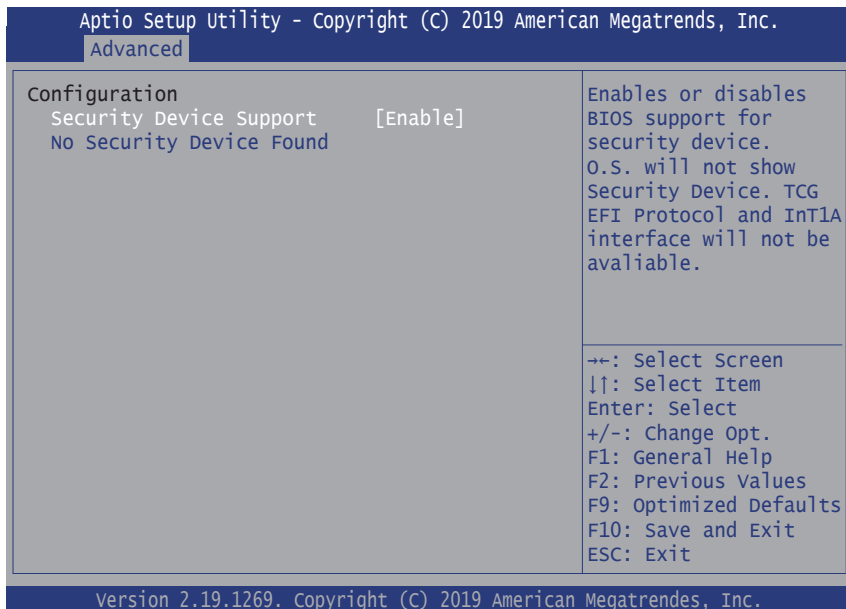 Aptio Setup Utility - Copyright (C) 2019 American Megatrends, Inc.
Advanced
Configuration
Security Device Support [Enable]
No Security Device Found
Enables or disables
BIOS support for
security device.
O.S. will not show
Security Device. TCG
EFI Protocol and InT1A
interface will not be
avaliable.
→←: Select Screen
↓↑: Select Item
Enter: Select
+/-: Change Opt.
F1: General Help
F2: Previous Values
F9: Optimized Defaults
F10: Save and Exit
ESC: Exit
Version 2.19.1269. Copyright (C) 2019 American Megatrendes, Inc.